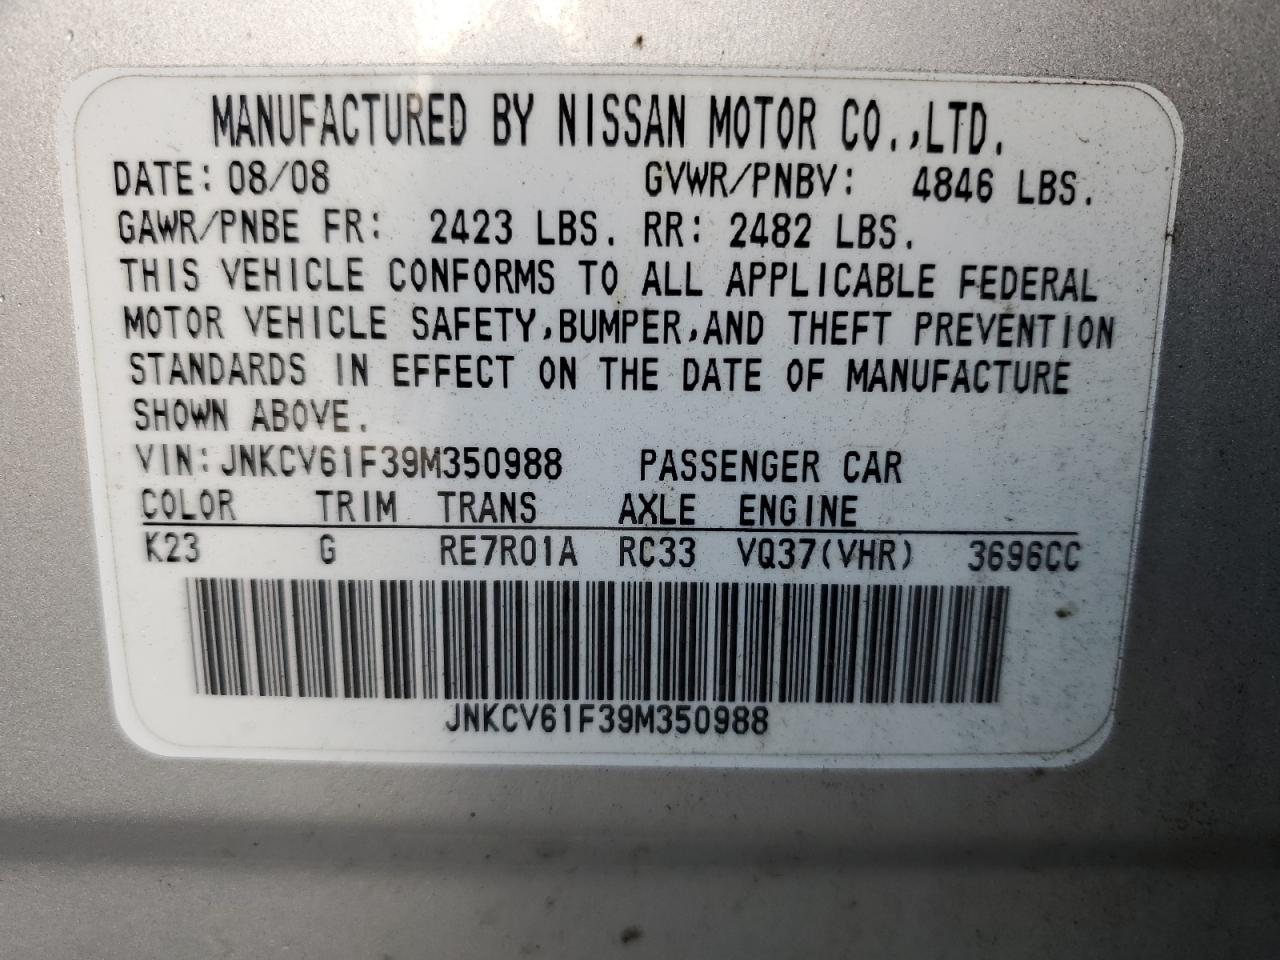 MANUFACTURED BY NISSAN MOTOR CO.,LTD.
DATE: 08/08 GVWR/PNBV: 4846 LBS.
GAWR/PNBE FR: 2423 LBS. RR: 2482 LBS.
THIS VEHICLE CONFORMS TO ALL APPLICABLE FEDERAL
MOTOR VEHICLE SAFETY,BUMPER,AND THEFT PREVENTION
STANDARDS IN EFFECT ON THE DATE OF MANUFACTURE
SHOWN ABOVE.
VIN: JNKCV61F39M350988 PASSENGER CAR
COLOR TRIM TRANS AXLE ENGINE
K23 G RE7R01A RC33 VQ37(VHR) 3696CC
JNKCV61F39M350988